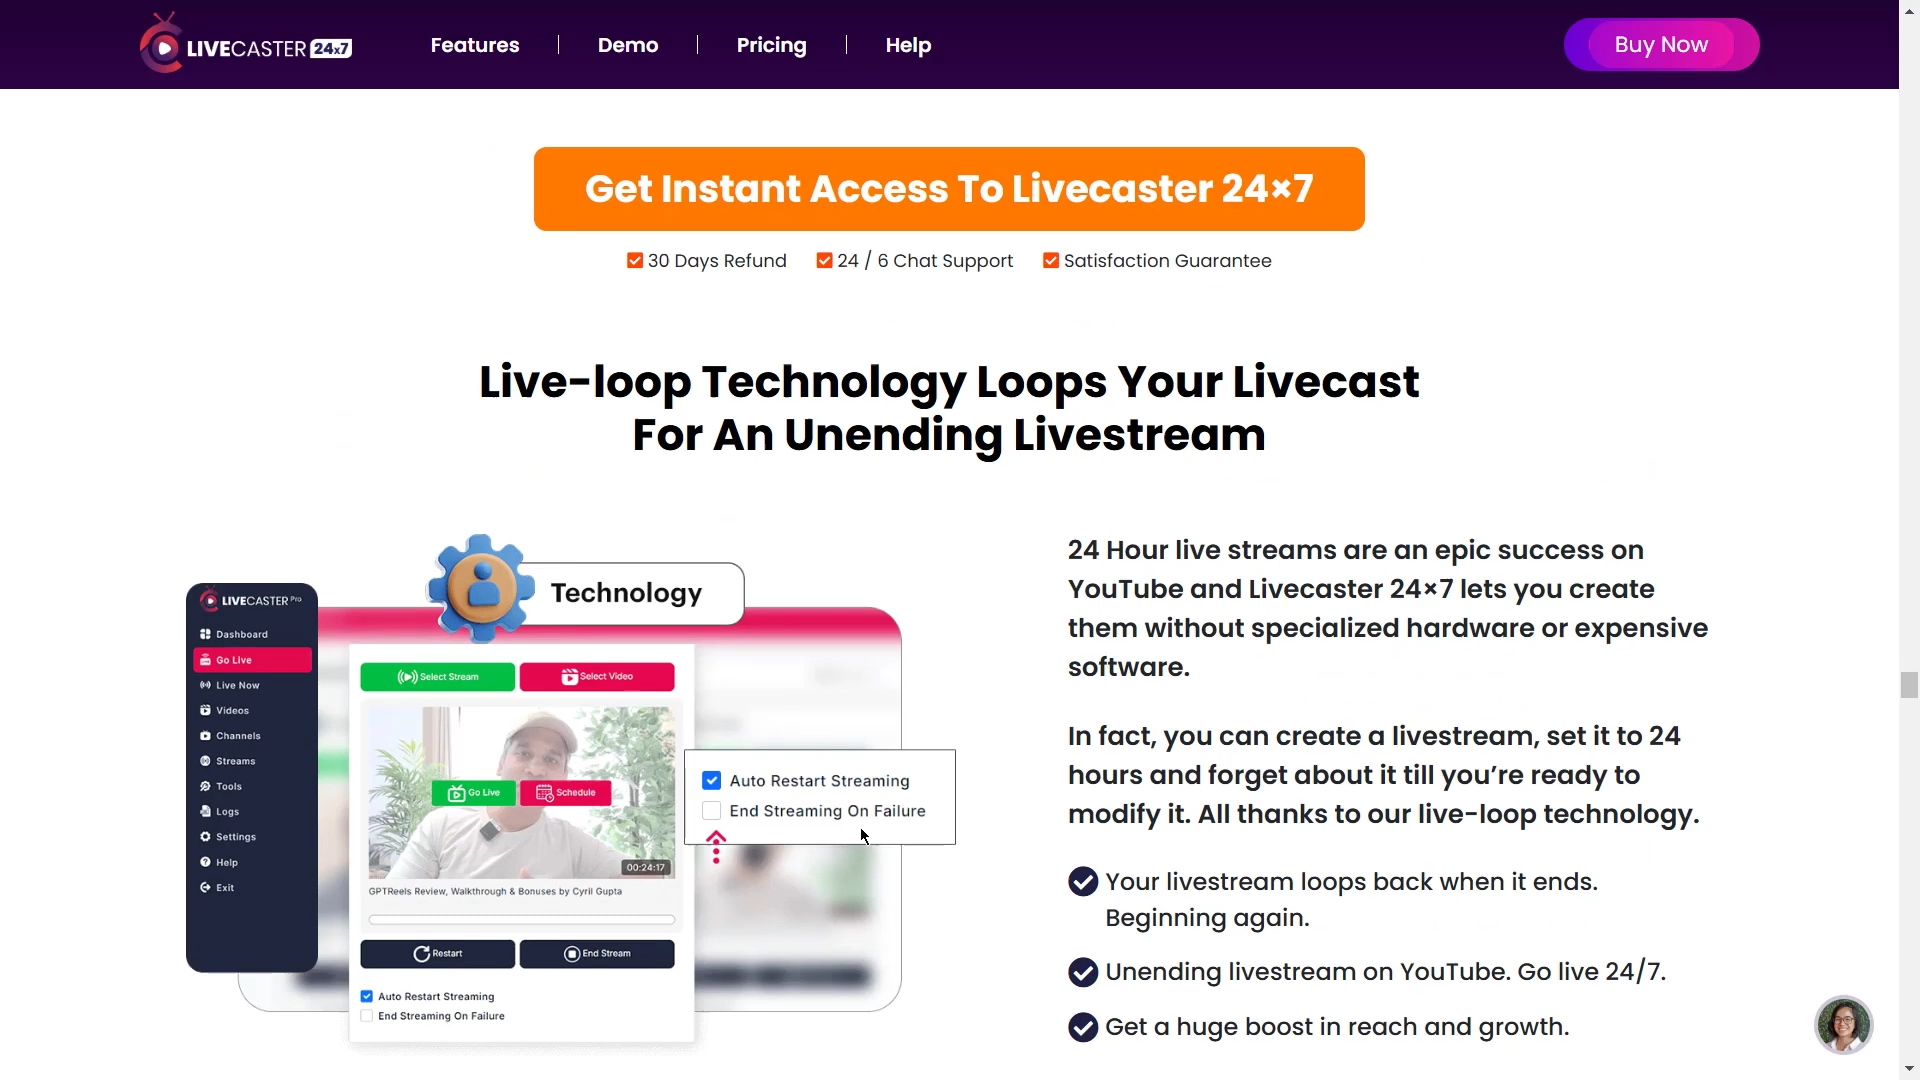 LIVECASTER 24x7
Features
Demo
Pricing
Help
Buy Now
Get Instant Access To Livecaster 24×7
30 Days Refund
24 / 6 Chat Support
Satisfaction Guarantee
Live-loop Technology Loops Your Livecast
For An Unending Livestream
Technology
LIVECASTER Pro
Dashboard
Go Live
Live Now
Videos
Channels
Streams
Tools
Logs
Settings
Help
Exit
Select Stream
Select Video
Go Live
Schedule
00:24:17
GPTReels Review, Walkthrough & Bonuses by Cyril Gupta
Restart
End Stream
Auto Restart Streaming
End Streaming On Failure
Auto Restart Streaming
End Streaming On Failure
24 Hour live streams are an epic success on
YouTube and Livecaster 24×7 lets you create
them without specialized hardware or expensive
software.
In fact, you can create a livestream, set it to 24
hours and forget about it till you’re ready to
modify it. All thanks to our live-loop technology.
Your livestream loops back when it ends.
Beginning again.
Unending livestream on YouTube. Go live 24/7.
Get a huge boost in reach and growth.